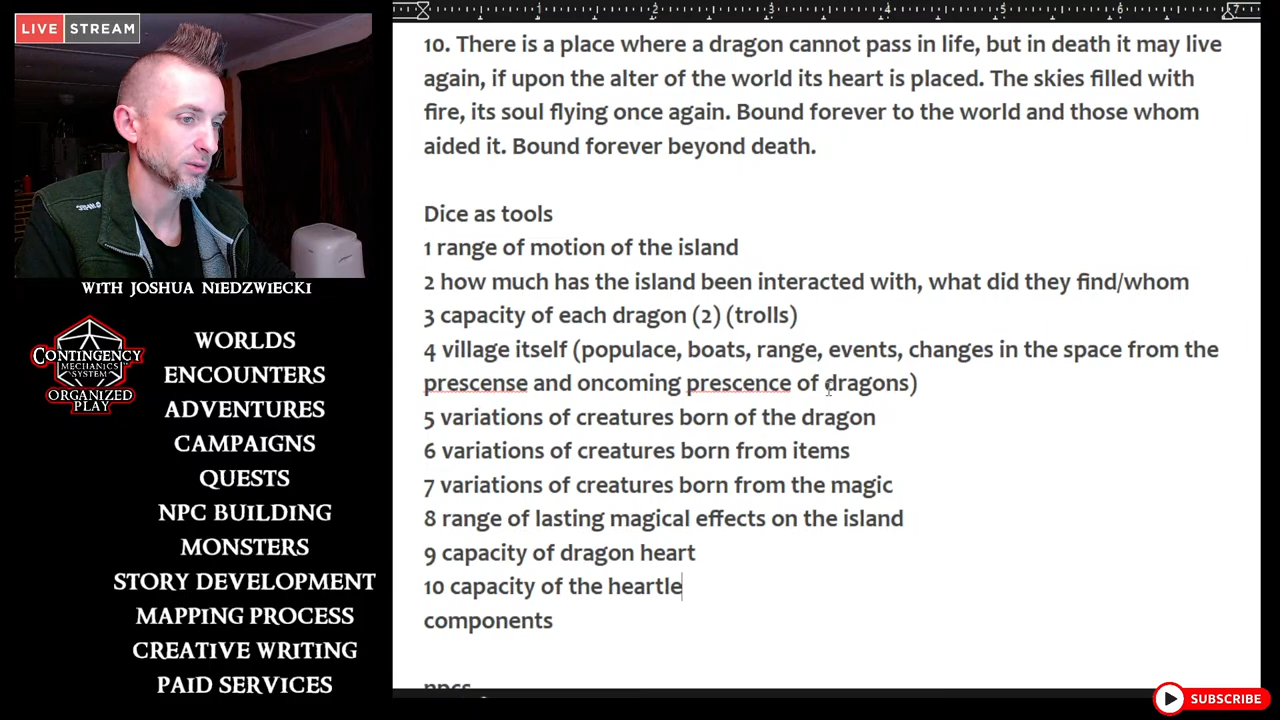 LIVE STREAM
WITH JOSHUA NIEDZWIECKI
CONTINGENCY
MECHANICS
SYSTEM
ORGANIZED
PLAY
WORLDS
ENCOUNTERS
ADVENTURES
CAMPAIGNS
QUESTS
NPC BUILDING
MONSTERS
STORY DEVELOPMENT
MAPPING PROCESS
CREATIVE WRITING
PAID SERVICES
1 2 3 4 5 6 7
10. There is a place where a dragon cannot pass in life, but in death it may live
again, if upon the alter of the world its heart is placed. The skies filled with
fire, its soul flying once again. Bound forever to the world and those whom
aided it. Bound forever beyond death.
Dice as tools
1 range of motion of the island
2 how much has the island been interacted with, what did they find/whom
3 capacity of each dragon (2) (trolls)
4 village itself (populace, boats, range, events, changes in the space from the
prescense and oncoming prescence of dragons)
5 variations of creatures born of the dragon
6 variations of creatures born from items
7 variations of creatures born from the magic
8 range of lasting magical effects on the island
9 capacity of dragon heart
10 capacity of the heartle
components
npcs
SUBSCRIBE